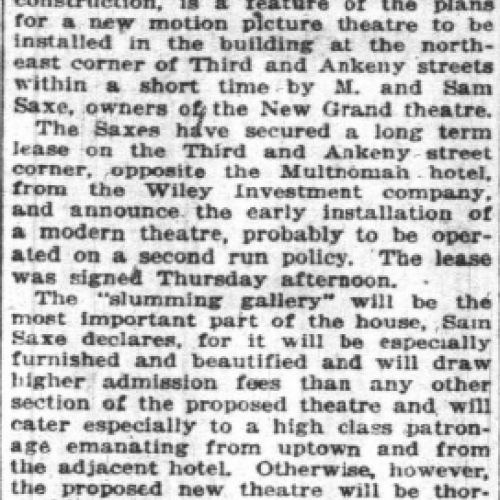 construction, is a feature of the plans
for a new motion picture theatre to be
installed in the building at the north-
east corner of Third and Ankeny streets
within a short time by M. and Sam
Saxe, owners of the New Grand theatre.
The Saxes have secured a long term
lease on the Third and Ankeny street
corner, opposite the Multnomah hotel,
from the Wiley Investment company,
and announce the early installation of
a modern theatre, probably to be oper-
ated on a second run policy. The lease
was signed Thursday afternoon.
The "slumming gallery" will be the
most important part of the house, Sam
Saxe declares, for it will be especially
furnished and beautified and will draw
higher admission fees than any other
section of the proposed theatre and will
cater especially to a high class patron-
age emanating from uptown and from
the adjacent hotel. Otherwise, however,
the proposed new theatre will be thor-